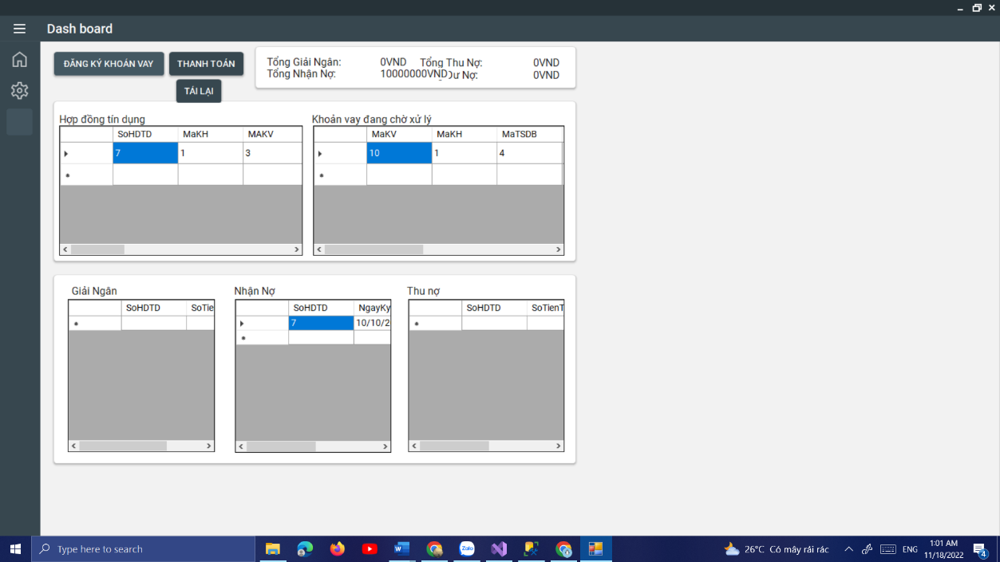 Dash board
ĐĂNG KÝ KHOẢN VAY
THANH TOÁN
TẢI LẠI
Tổng Giải Ngân: 0VND Tổng Thu Nợ: 0VND
Tổng Nhận Nợ: 10000000VND Dư Nợ: 0VND
Hợp đồng tín dụng
SoHDTD MaKH MAKV
7 1 3
Khoản vay đang chờ xử lý
MaKV MaKH MaTSDB
10 1 4
Giải Ngân
SoHDTD SoTie
Nhận Nợ
SoHDTD NgayKy
7 10/10/2
Thu nợ
SoHDTD SoTienT
Type here to search
Zalo
26°C Có mây rải rác
ENG
1:01 AM
11/18/2022
4